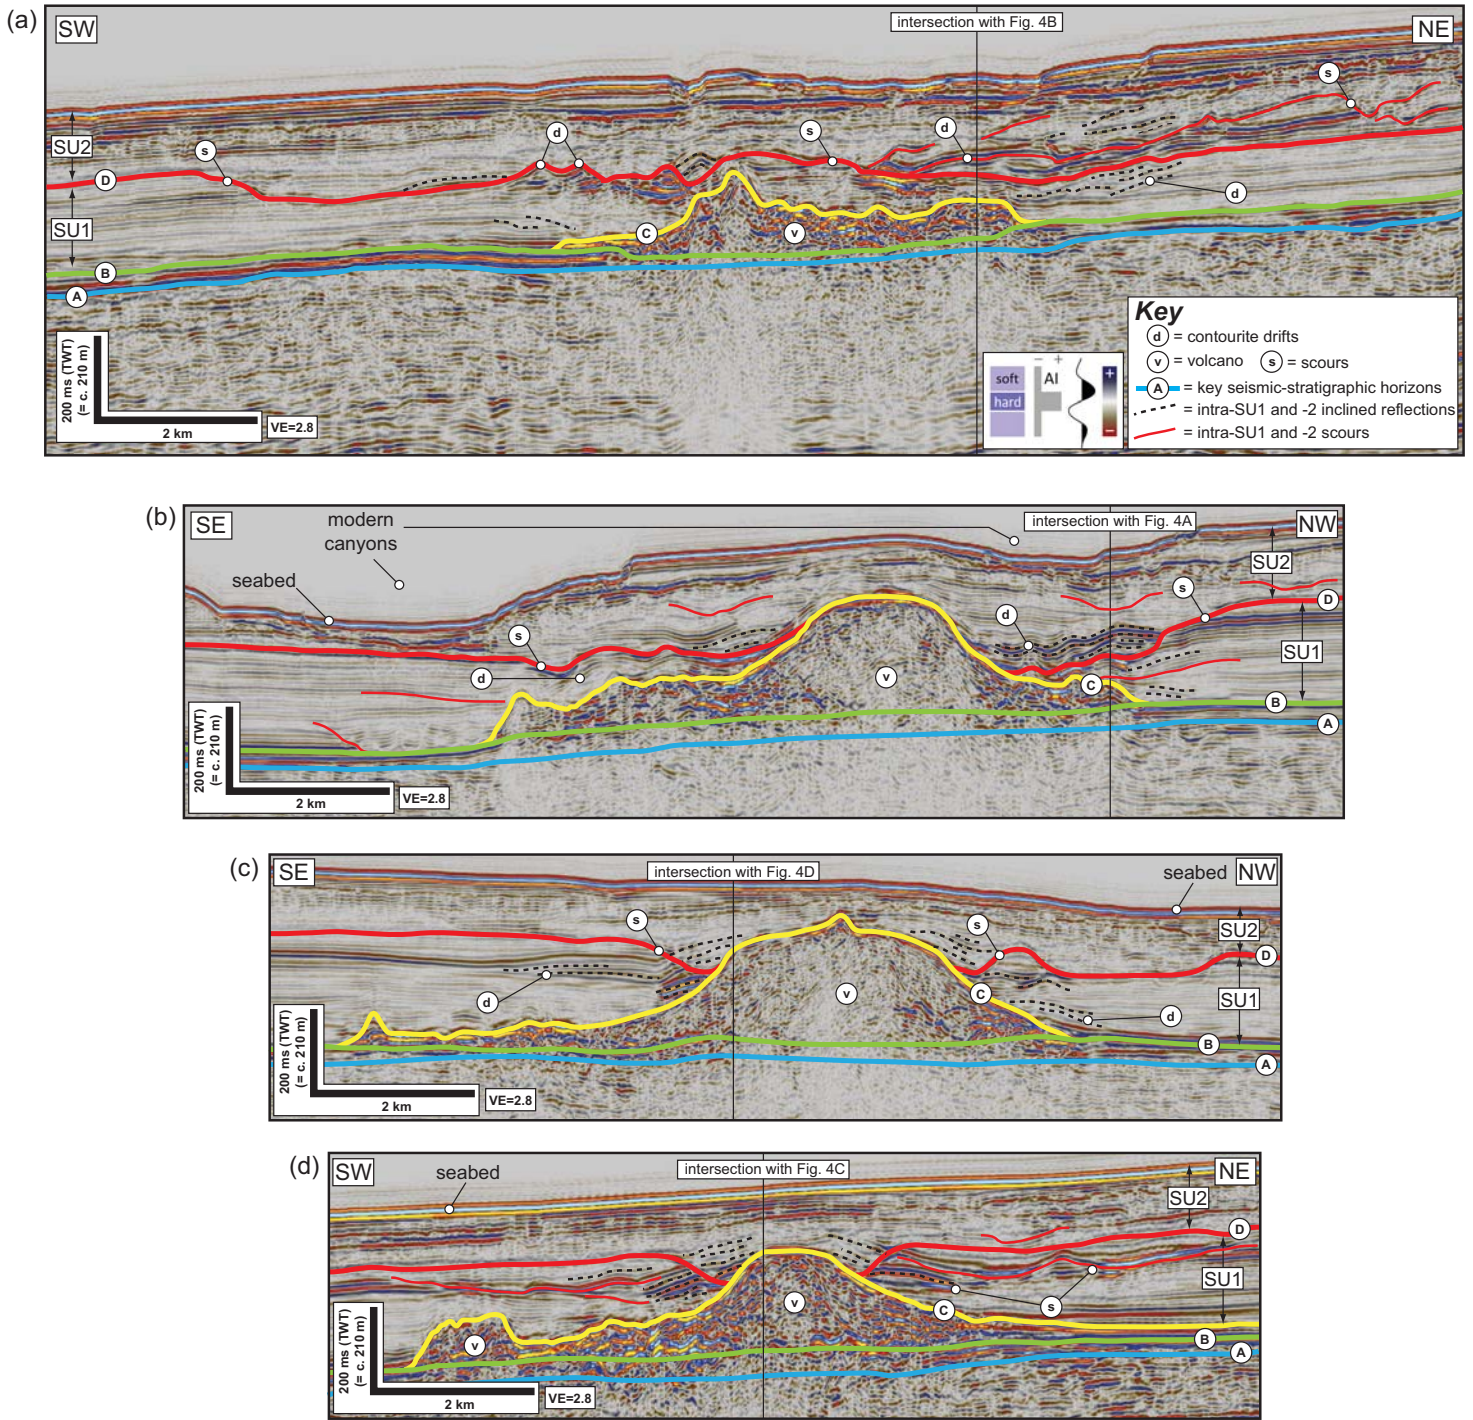 (a)
SW
intersection with Fig. 4B
NE
s
d
s
d
s
SU2
D
d
SU1
C
v
B
A
200 ms (TWT)
(= c. 210 m)
2 km
VE=2.8
soft
hard
− +
AI
+
−
Key
d = contourite drifts
v = volcano
s = scours
A = key seismic-stratigraphic horizons
= intra-SU1 and -2 inclined reflections
= intra-SU1 and -2 scours
(b)
SE
modern
canyons
intersection with Fig. 4A
NW
seabed
SU2
s
D
d
s
d
v
C
SU1
B
A
200 ms (TWT)
(= c. 210 m)
2 km
VE=2.8
(c)
SE
intersection with Fig. 4D
seabed
NW
s
s
SU2
D
d
v
C
SU1
d
B
A
200 ms (TWT)
(= c. 210 m)
2 km
VE=2.8
(d)
SW
seabed
intersection with Fig. 4C
NE
SU2
D
SU1
v
C
s
v
B
A
200 ms (TWT)
(= c. 210 m)
2 km
VE=2.8